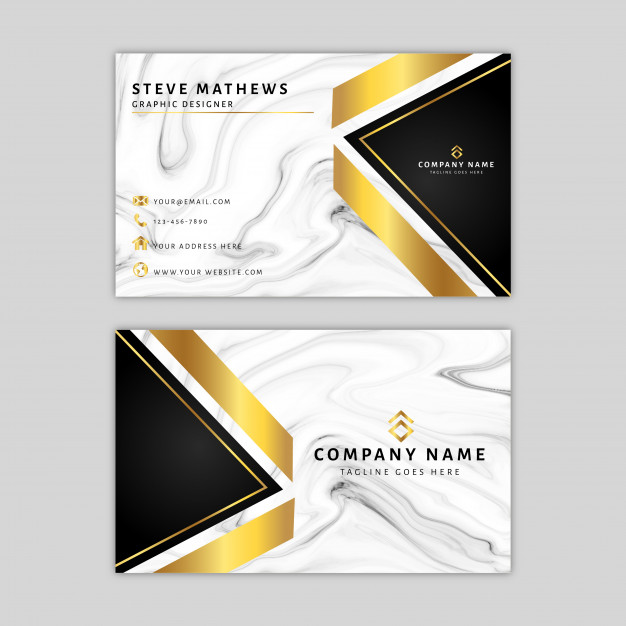 STEVE MATHEWS
GRAPHIC DESIGNER
YOUR@EMAIL.COM
123-456-7890
YOUR ADDRESS HERE
WWW.YOUR WEBSITE.COM
COMPANY NAME
TAGLINE GOES HERE
COMPANY NAME
TAGLINE GOES HERE